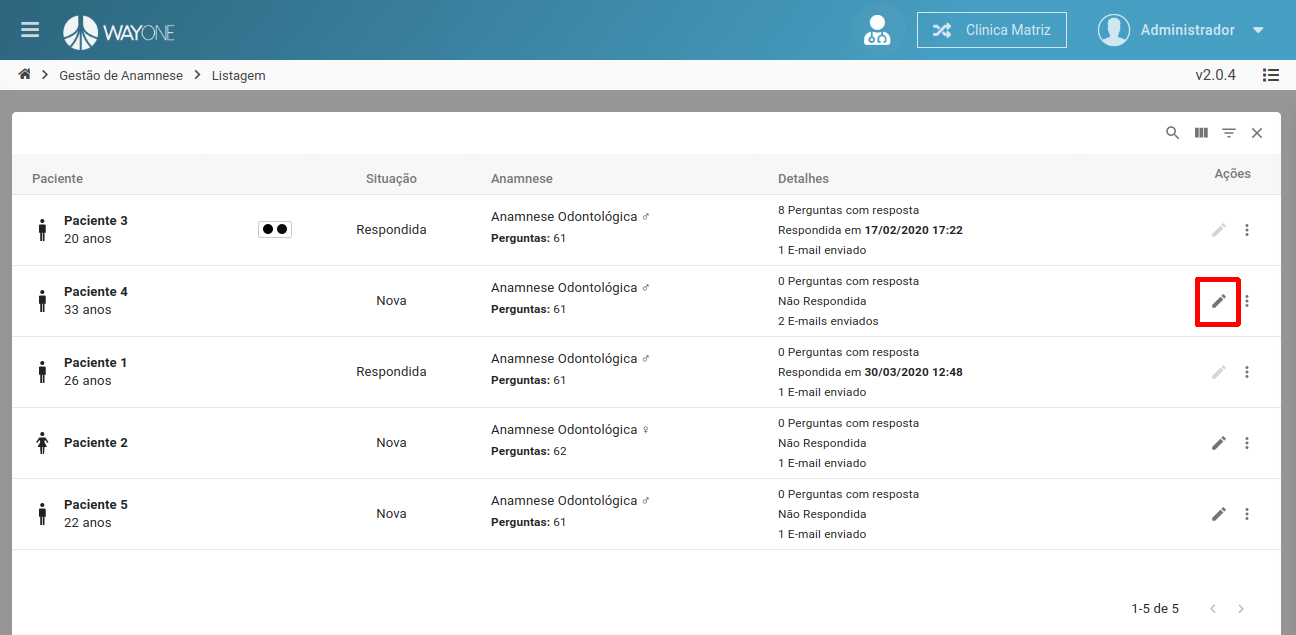 WAYONE
Clinica Matriz
Administrador
Gestão de Anamnese
Listagem
v2.0.4
Paciente
Situação
Anamnese
Detalhes
Ações
Paciente 3
20 anos
Respondida
Anamnese Odontológica ♂
Perguntas: 61
8 Perguntas com resposta
Respondida em 17/02/2020 17:22
1 E-mail enviado
Paciente 4
33 anos
Nova
Anamnese Odontológica ♂
Perguntas: 61
0 Perguntas com resposta
Não Respondida
2 E-mails enviados
Paciente 1
26 anos
Respondida
Anamnese Odontológica ♂
Perguntas: 61
0 Perguntas com resposta
Respondida em 30/03/2020 12:48
1 E-mail enviado
Paciente 2
Nova
Anamnese Odontológica ♀
Perguntas: 62
0 Perguntas com resposta
Não Respondida
1 E-mail enviado
Paciente 5
22 anos
Nova
Anamnese Odontológica ♂
Perguntas: 61
0 Perguntas com resposta
Não Respondida
1 E-mail enviado
1-5 de 5